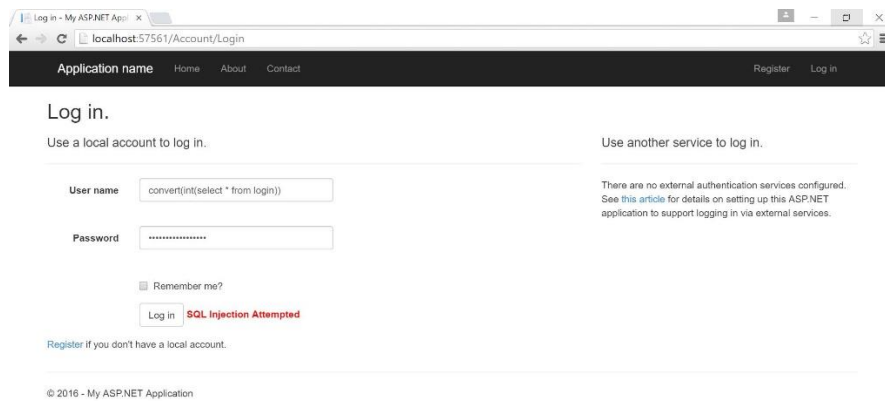 Log in - My ASP.NET Appl
localhost:57561/Account/Login
Application name Home About Contact Register Log in
Log in.
Use a local account to log in.
User name convert(int(select * from login))
Password •••••••••••••••••
Remember me?
Log in SQL Injection Attempted
Register if you don't have a local account.
Use another service to log in.
There are no external authentication services configured.
See this article for details on setting up this ASP.NET
application to support logging in via external services.
© 2016 - My ASP.NET Application